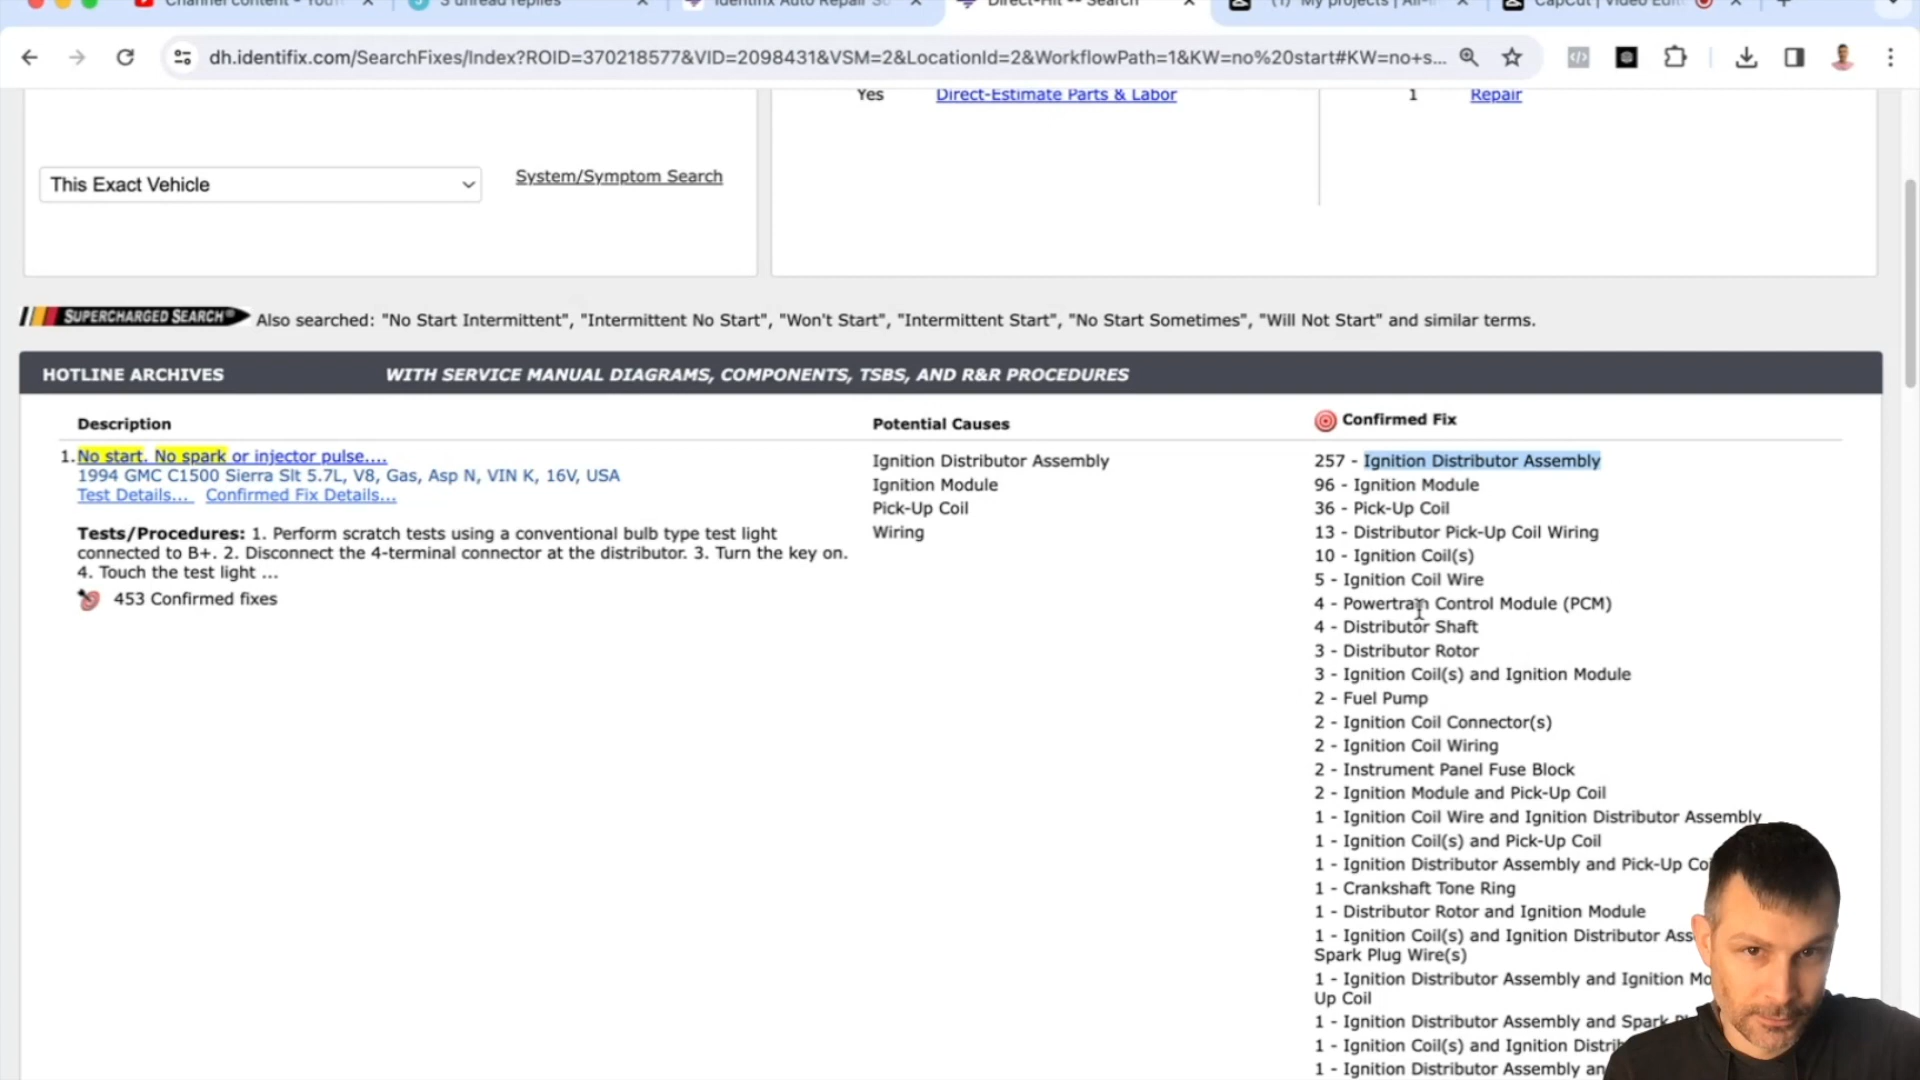 dh.identifix.com/SearchFixes/Index?ROID=370218577&VID=2098431&VSM=2&LocationId=2&WorkflowPath=1&KW=no%20start#KW=no+s...
Yes Direct-Estimate Parts & Labor
1 Repair
This Exact Vehicle
System/Symptom Search
SUPERCHARGED SEARCH® Also searched: "No Start Intermittent", "Intermittent No Start", "Won't Start", "Intermittent Start", "No Start Sometimes", "Will Not Start" and similar terms.
HOTLINE ARCHIVES WITH SERVICE MANUAL DIAGRAMS, COMPONENTS, TSBS, AND R&R PROCEDURES
Description
1. No start. No spark or injector pulse....
1994 GMC C1500 Sierra Slt 5.7L, V8, Gas, Asp N, VIN K, 16V, USA
Test Details... Confirmed Fix Details...
Tests/Procedures: 1. Perform scratch tests using a conventional bulb type test light
connected to B+. 2. Disconnect the 4-terminal connector at the distributor. 3. Turn the key on.
4. Touch the test light ...
453 Confirmed fixes
Potential Causes
Ignition Distributor Assembly
Ignition Module
Pick-Up Coil
Wiring
Confirmed Fix
257 - Ignition Distributor Assembly
96 - Ignition Module
36 - Pick-Up Coil
13 - Distributor Pick-Up Coil Wiring
10 - Ignition Coil(s)
5 - Ignition Coil Wire
4 - Powertrain Control Module (PCM)
4 - Distributor Shaft
3 - Distributor Rotor
3 - Ignition Coil(s) and Ignition Module
2 - Fuel Pump
2 - Ignition Coil Connector(s)
2 - Ignition Coil Wiring
2 - Instrument Panel Fuse Block
2 - Ignition Module and Pick-Up Coil
1 - Ignition Coil Wire and Ignition Distributor Assembly
1 - Ignition Coil(s) and Pick-Up Coil
1 - Ignition Distributor Assembly and Pick-Up
1 - Crankshaft Tone Ring
1 - Distributor Rotor and Ignition Module
1 - Ignition Coil(s) and Ignition Distributor
Spark Plug Wire(s)
1 - Ignition Distributor Assembly and Ignition
Up Coil
1 - Ignition Distributor Assembly and Spark
1 - Ignition Coil(s) and Ignition
1 - Ignition Distributor Assembly